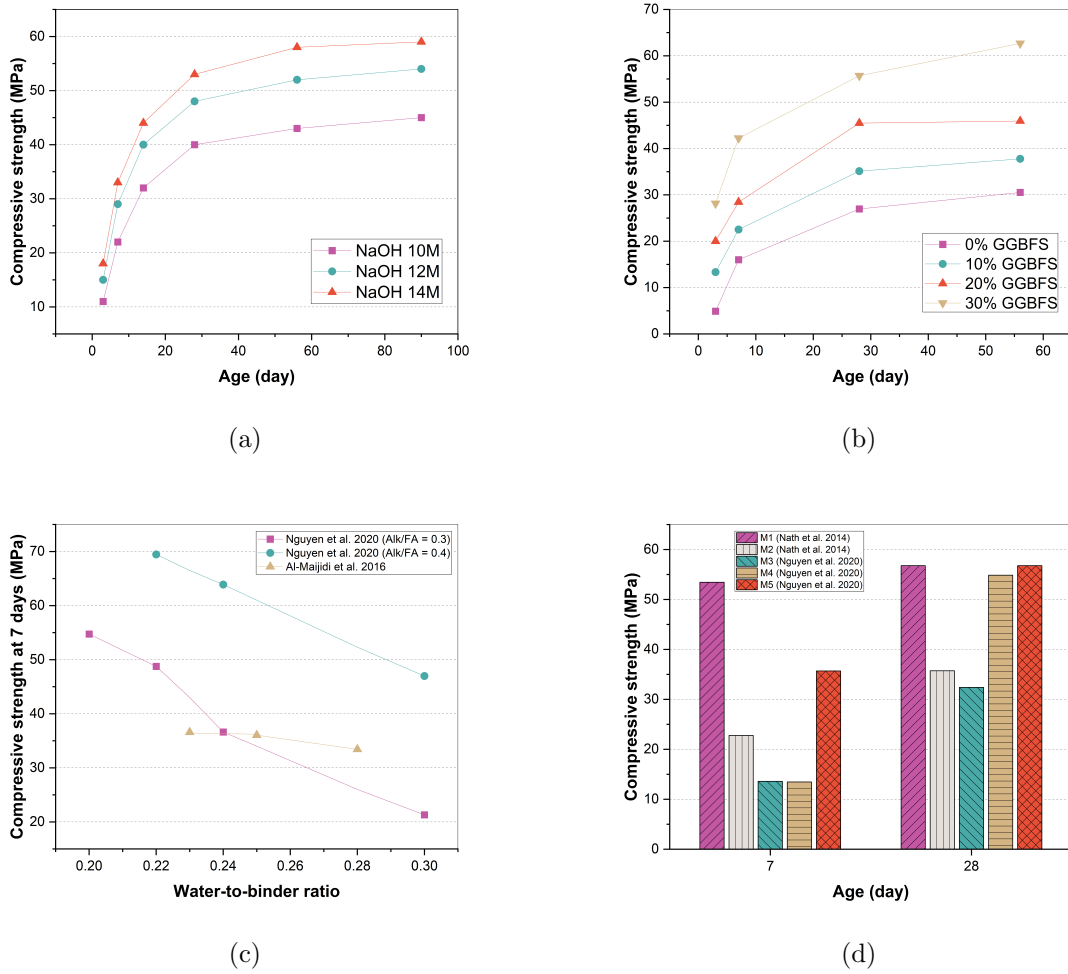 60
50
40
30
20
10
0
20
40
60
80
100
Compressive strength (MPa)
Age (day)
NaOH 10M
NaOH 12M
NaOH 14M
(a)
70
60
50
40
30
20
10
0
0
10
20
30
40
50
60
Compressive strength (MPa)
Age (day)
0% GGBFS
10% GGBFS
20% GGBFS
30% GGBFS
(b)
70
60
50
40
30
20
0.20
0.22
0.24
0.26
0.28
0.30
Compressive strength at 7 days (MPa)
Water-to-binder ratio
Nguyen et al. 2020 (Alk/FA = 0.3)
Nguyen et al. 2020 (Alk/FA = 0.4)
Al-Maijidi et al. 2016
(c)
60
50
40
30
20
10
0
7
28
Compressive strength (MPa)
Age (day)
M1 (Nath et al. 2014)
M2 (Nath et al. 2014)
M3 (Nguyen et al. 2020)
M4 (Nguyen et al. 2020)
M5 (Nguyen et al. 2020)
(d)